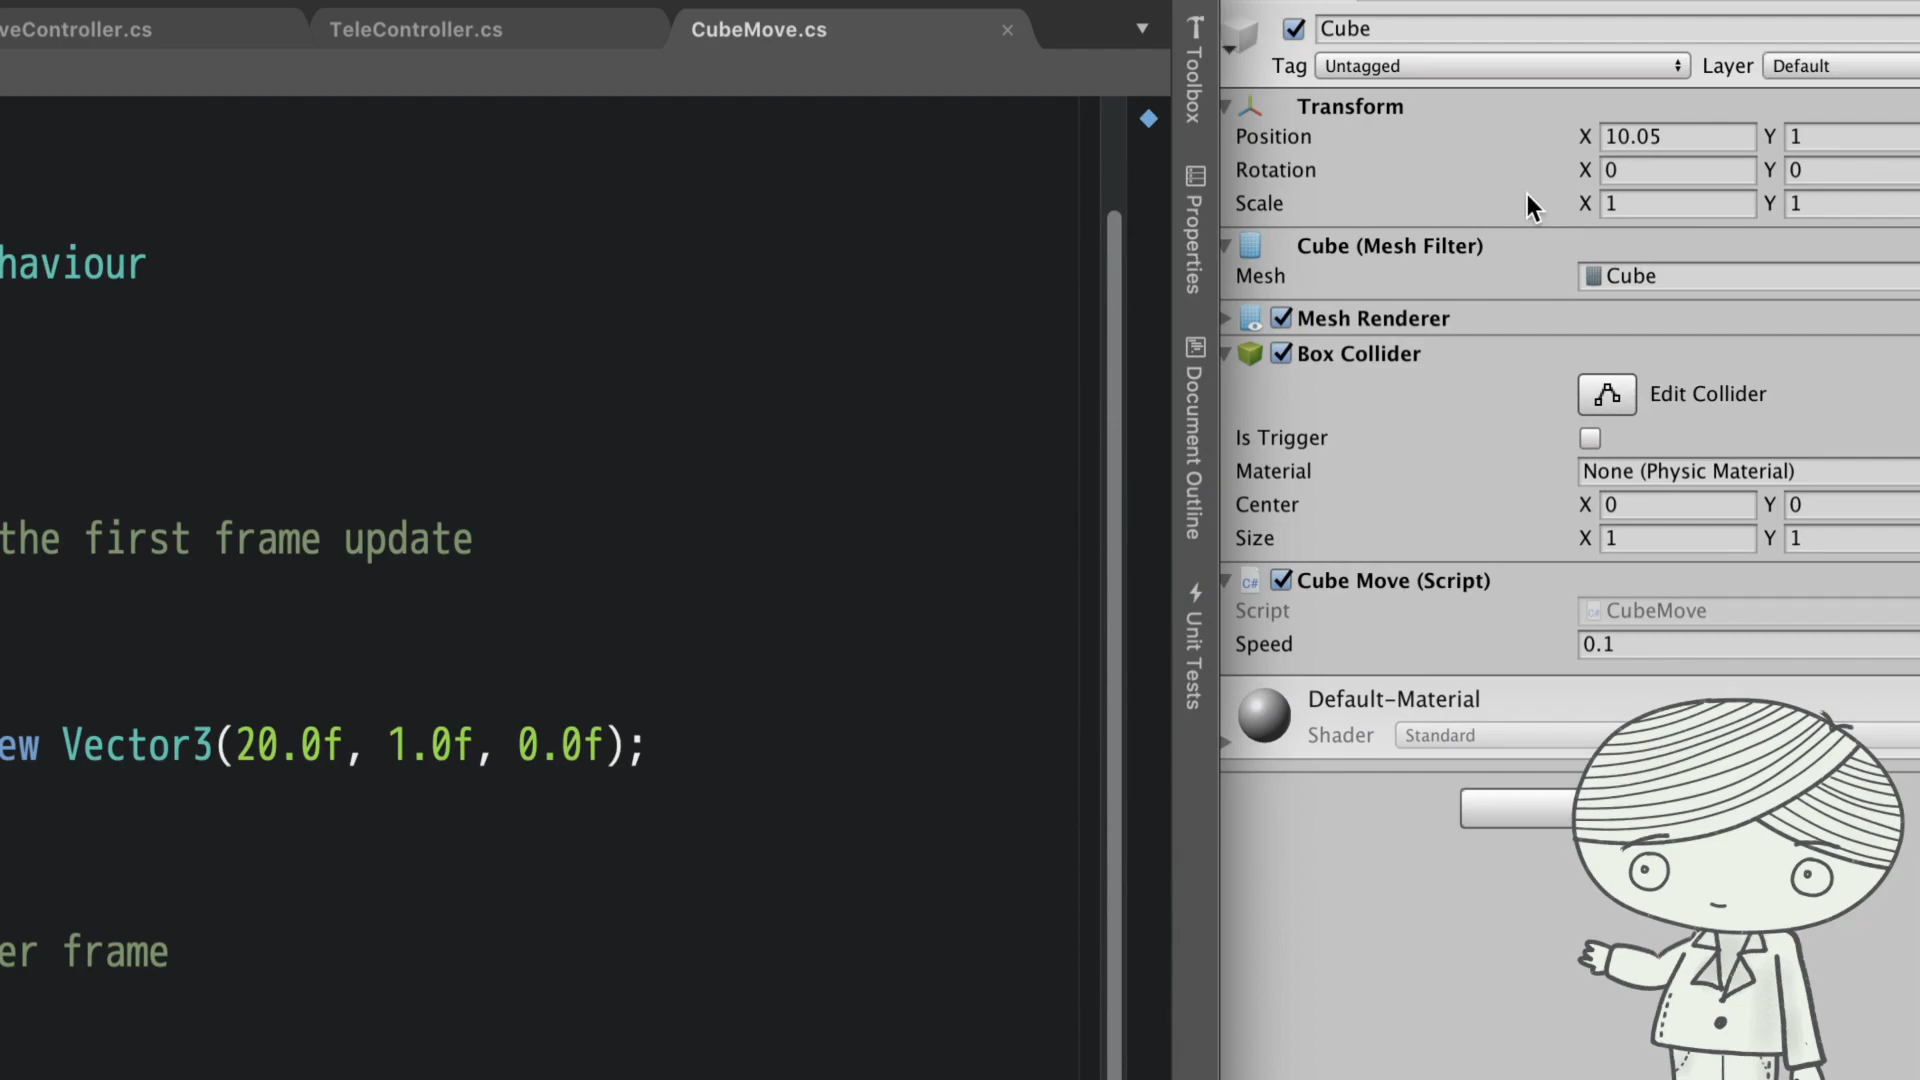 veController.cs
TeleController.cs
CubeMove.cs
haviour
the first frame update
ew Vector3(20.0f, 1.0f, 0.0f);
er frame
Toolbox
Properties
Document Outline
Unit Tests
Cube
Tag Untagged Layer Default
Transform
Position X 10.05 Y 1
Rotation X 0 Y 0
Scale X 1 Y 1
Cube (Mesh Filter)
Mesh Cube
Mesh Renderer
Box Collider
Edit Collider
Is Trigger
Material None (Physic Material)
Center X 0 Y 0
Size X 1 Y 1
C# Cube Move (Script)
Script CubeMove
Speed 0.1
Default-Material
Shader Standard